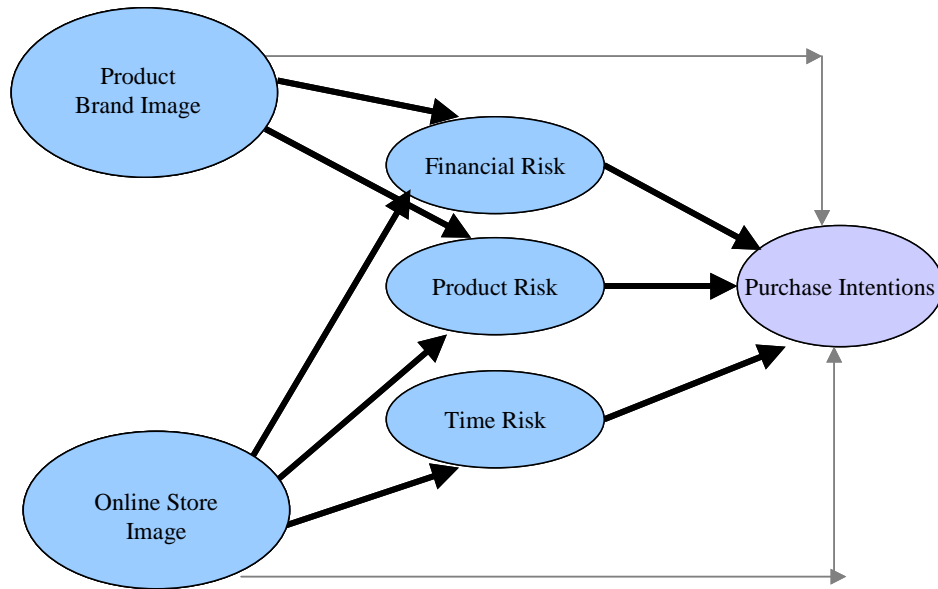 Product
Brand Image
Financial Risk
Product Risk
Purchase Intentions
Time Risk
Online Store
Image